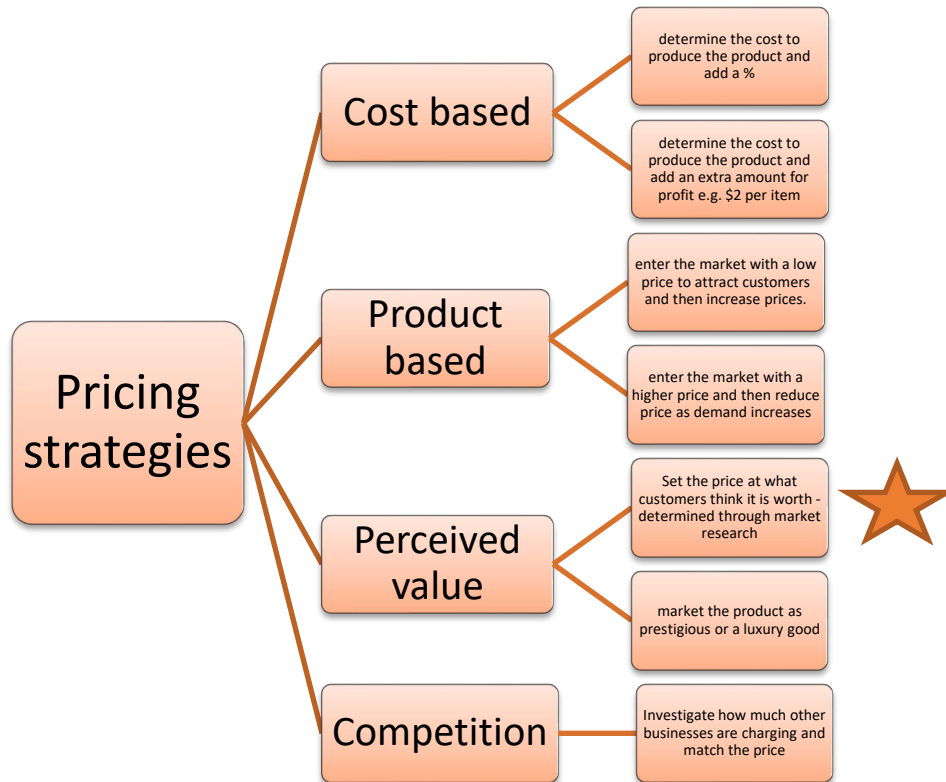 Pricing
strategies
Cost based
determine the cost to
produce the product and
add a %
determine the cost to
produce the product and
add an extra amount for
profit e.g. $2 per item
Product
based
enter the market with a low
price to attract customers
and then increase prices.
enter the market with a
higher price and then reduce
price as demand increases
Perceived
value
Set the price at what
customers think it is worth -
determined through market
research
market the product as
prestigious or a luxury good
Competition
Investigate how much other
businesses are charging and
match the price